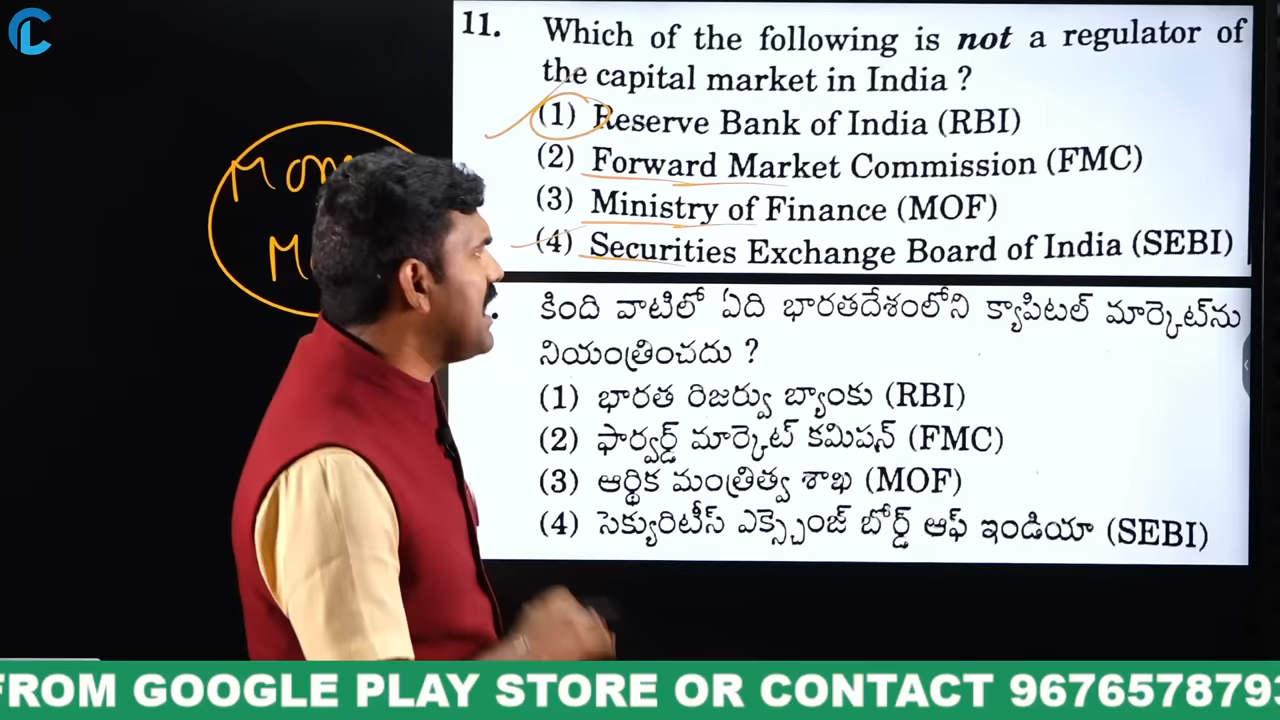 11. Which of the following is not a regulator of
the capital market in India ?
(1) Reserve Bank of India (RBI)
(2) Forward Market Commission (FMC)
(3) Ministry of Finance (MOF)
(4) Securities Exchange Board of India (SEBI)
కింది వాటిలో ఏది భారతదేశంలోని క్యాపిటల్ మార్కెట్‌ను
నియంత్రించదు ?
(1) భారత రిజర్వు బ్యాంకు (RBI)
(2) ఫార్వర్డ్ మార్కెట్ కమిషన్ (FMC)
(3) ఆర్థిక మంత్రిత్వ శాఖ (MOF)
(4) సెక్యురిటీస్ ఎక్స్చెంజ్ బోర్డ్ ఆఫ్ ఇండియా (SEBI)
FROM GOOGLE PLAY STORE OR CONTACT